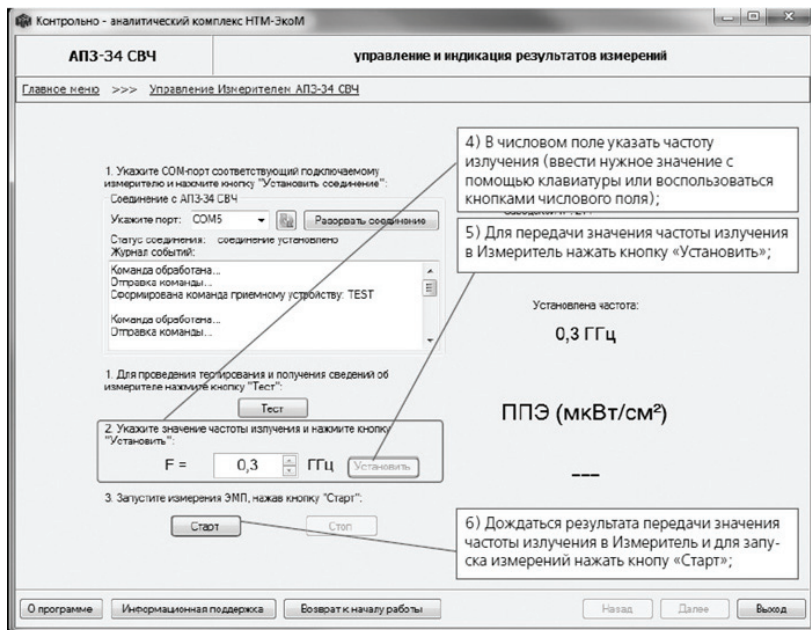 Контрольно - аналитический комплекс НТМ-ЭкоМ
АПЗ-34 СВЧ
управление и индикация результатов измерений
Главное меню >>> Управление Измерителем АПЗ-34 СВЧ
1. Укажите COM-порт соответствующий подключаемому
измерителю и нажмите кнопку "Установить соединение":
Соединение с АПЗ-34 СВЧ
Укажите порт: COM5 Разорвать соединение
Статус соединения: соединение установлено
Журнал событий:
Команда обработана...
Отправка команды...
Сформирована команда приемному устройству: TEST
Команда обработана...
Отправка команды...
1. Для проведения тестирования и получения сведений об
измерителе нажмите кнопку "Тест":
Тест
2. Укажите значение частоты излучения и нажмите кнопку
"Установить":
F = 0,3 ГГц Установить
3. Запустите измерения ЭМП, нажав кнопку "Старт":
Старт Стоп
4) В числовом поле указать частоту
излучения (ввести нужное значение с
помощью клавиатуры или воспользоваться
кнопками числового поля);
5) Для передачи значения частоты излучения
в Измеритель нажать кнопку «Установить»;
Установлена частота:
0,3 ГГц
ППЭ (мкВт/см²)
---
6) Дождаться результата передачи значения
частоты излучения в Измеритель и для запу-
ска измерений нажать кнопу «Старт»;
О программе Информационная поддержка Возврат к началу работы Назад Далее Выход